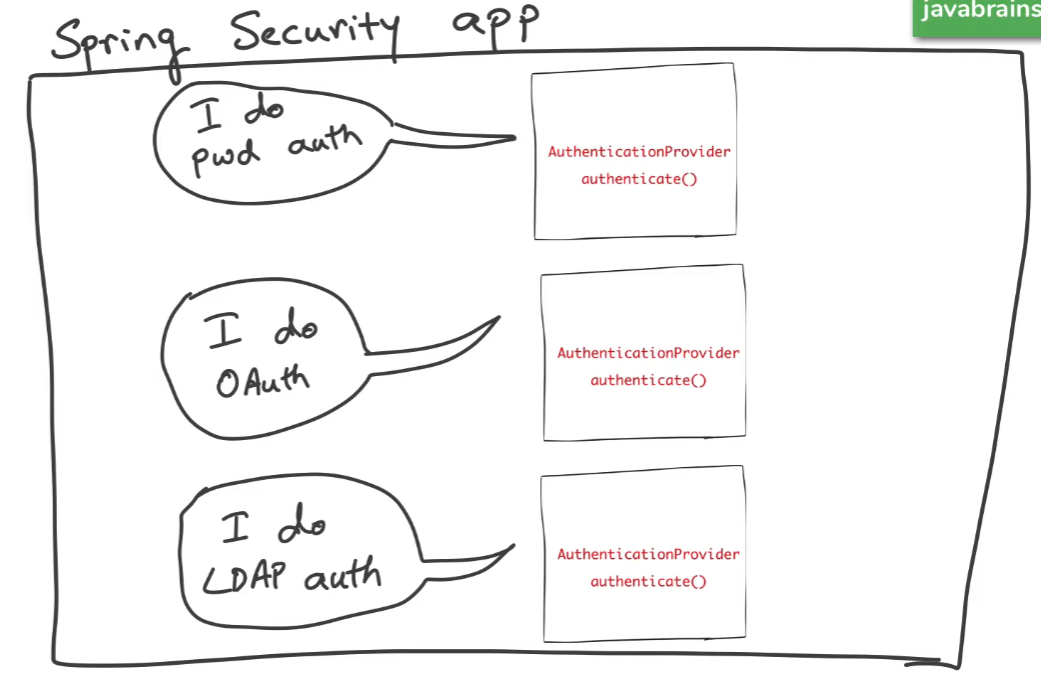 Spring Security app
javabrains
I do
pwd auth
AuthenticationProvider
authenticate()
I do
OAuth
AuthenticationProvider
authenticate()
I do
LDAP auth
AuthenticationProvider
authenticate()